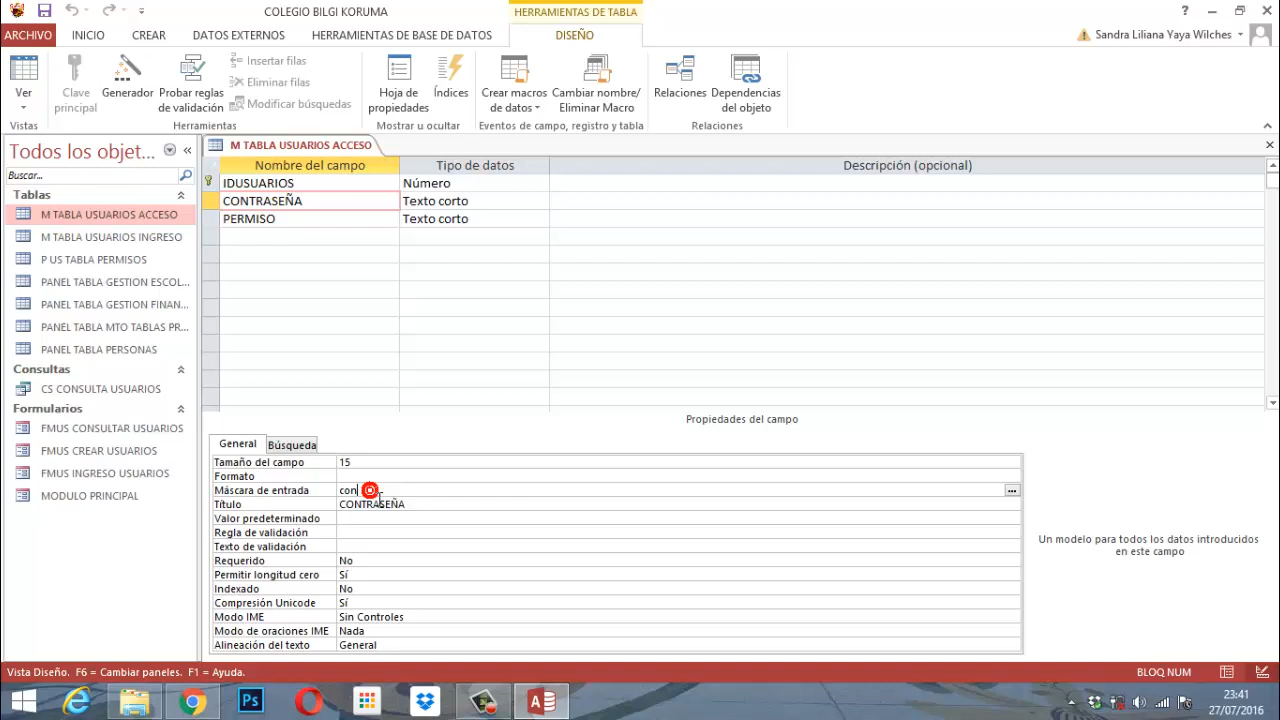 COLEGIO BILGI KORUMA
HERRAMIENTAS DE TABLA
?
ARCHIVO
INICIO
CREAR
DATOS EXTERNOS
HERRAMIENTAS DE BASE DE DATOS
DISEÑO
Sandra Liliana Yaya Wilches
Ver
Clave principal
Generador
Probar reglas de validación
Insertar filas
Eliminar filas
Modificar búsquedas
Hoja de propiedades
Índices
Crear macros de datos
Cambiar nombre/ Eliminar Macro
Relaciones
Dependencias del objeto
Vistas
Herramientas
Mostrar u ocultar
Eventos de campo, registro y tabla
Relaciones
Todos los objet...
Buscar...
Tablas
M TABLA USUARIOS ACCESO
M TABLA USUARIOS INGRESO
P US TABLA PERMISOS
PANEL TABLA GESTION ESCOL...
PANEL TABLA GESTION FINAN...
PANEL TABLA MTO TABLAS PR...
PANEL TABLA PERSONAS
Consultas
CS CONSULTA USUARIOS
Formularios
FMUS CONSULTAR USUARIOS
FMUS CREAR USUARIOS
FMUS INGRESO USUARIOS
MODULO PRINCIPAL
M TABLA USUARIOS ACCESO
Nombre del campo
Tipo de datos
Descripción (opcional)
IDUSUARIOS
Número
CONTRASEÑA
Texto corto
PERMISO
Texto corto
Propiedades del campo
General
Búsqueda
Tamaño del campo
15
Formato
Máscara de entrada
con
Título
CONTRASEÑA
Valor predeterminado
Regla de validación
Texto de validación
Requerido
No
Permitir longitud cero
Sí
Indexado
No
Compresión Unicode
Sí
Modo IME
Sin Controles
Modo de oraciones IME
Nada
Alineación del texto
General
Un modelo para todos los datos introducidos
en este campo
Vista Diseño. F6 = Cambiar paneles. F1 = Ayuda.
BLOQ NUM
Ps
23:41
27/07/2016